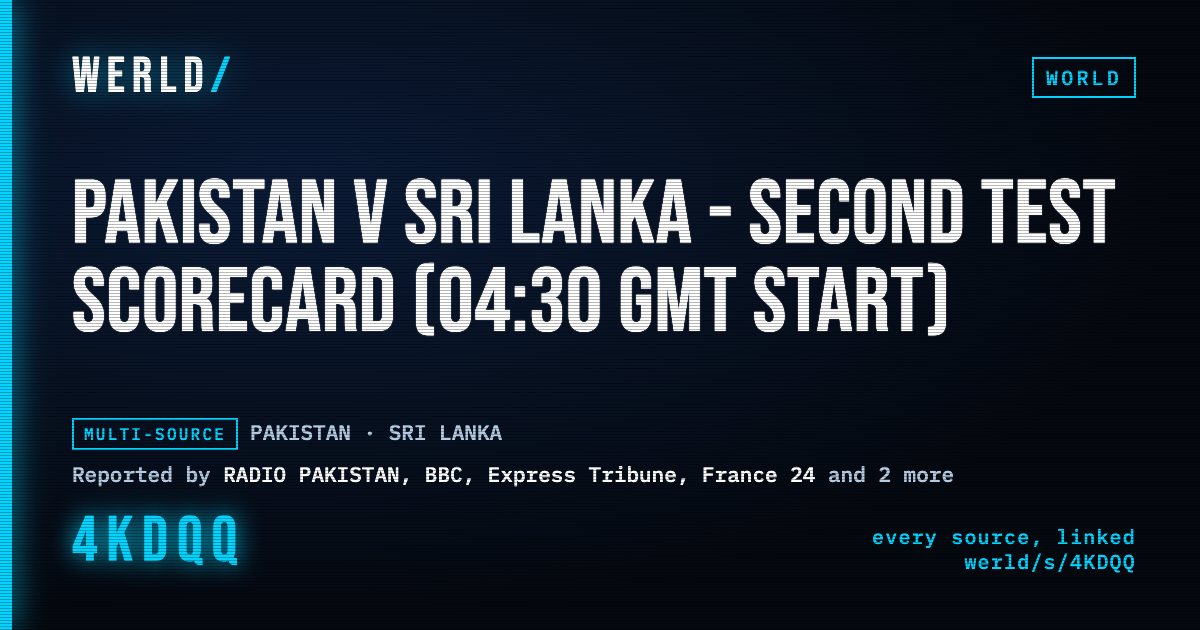 WERLD/
WORLD
PAKISTAN V SRI LANKA - SECOND TEST
SCORECARD (04:30 GMT START)
MULTI-SOURCE PAKISTAN · SRI LANKA
Reported by RADIO PAKISTAN, BBC, Express Tribune, France 24 and 2 more
4KDQQ
every source, linked
werld/s/4KDQQ